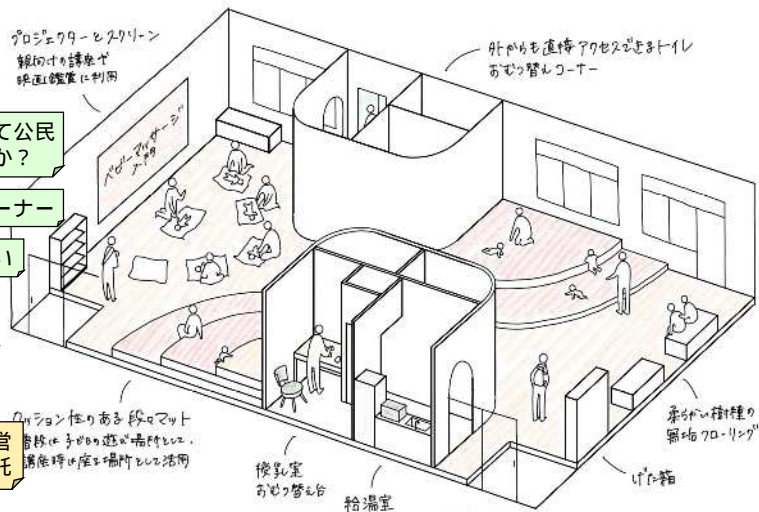 プロジェクターとスクリーン
親向けの講座や
映画鑑賞に利用
外からも直接アクセスできるトイレ
おむつ替えコーナー
て公民
か？
ーナー
い
ベビーマッサージ
入門
クッション性のある段々マット
階段は子どもの遊び場所として、
講座時は座る場所として活用
営
託
授乳室
おむつ替え台
給湯室
げた箱
柔らかい樹種の
無垢フローリング